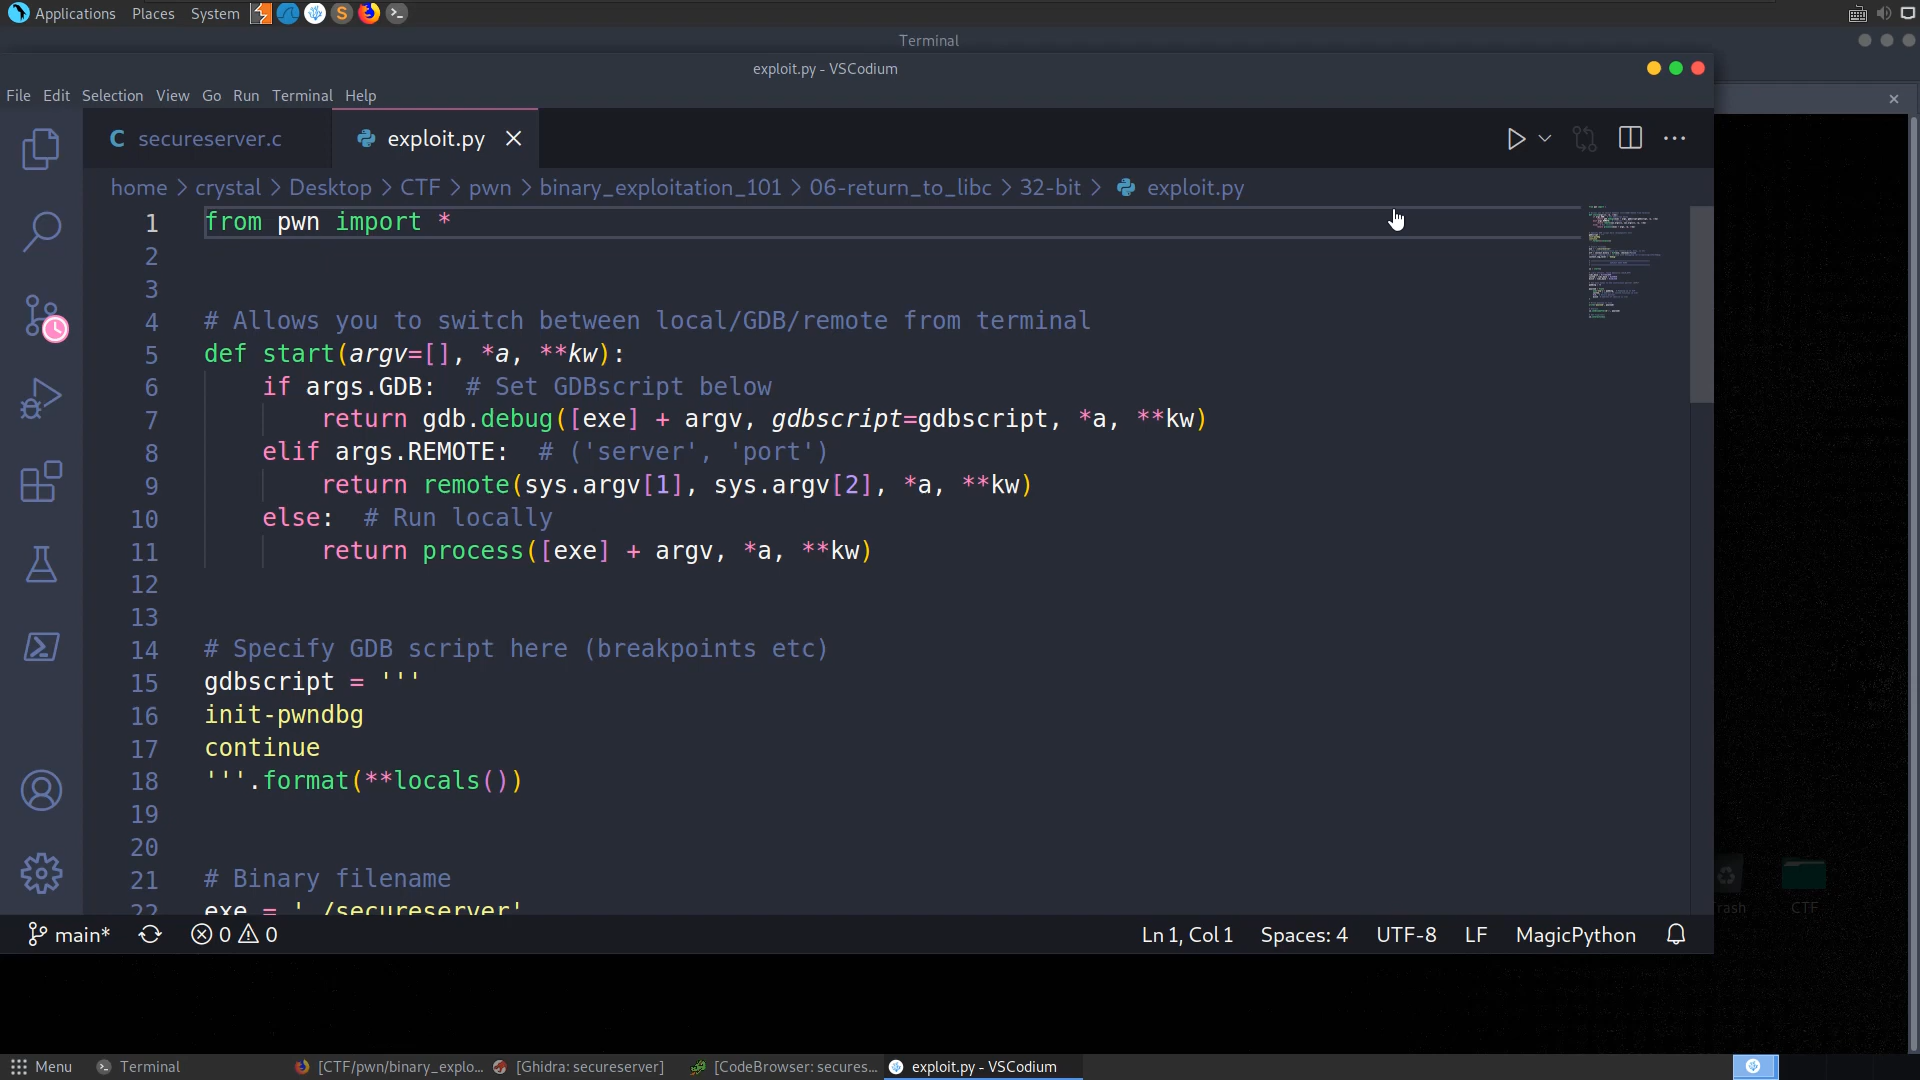 Applications Places System
Terminal
exploit.py - VSCodium
File Edit Selection View Go Run Terminal Help
C secureserver.c exploit.py
home > crystal > Desktop > CTF > pwn > binary_exploitation_101 > 06-return_to_libc > 32-bit > exploit.py
1 from pwn import *
2
3
4 # Allows you to switch between local/GDB/remote from terminal
5 def start(argv=[], *a, **kw):
6 if args.GDB: # Set GDBscript below
7 return gdb.debug([exe] + argv, gdbscript=gdbscript, *a, **kw)
8 elif args.REMOTE: # ('server', 'port')
9 return remote(sys.argv[1], sys.argv[2], *a, **kw)
10 else: # Run locally
11 return process([exe] + argv, *a, **kw)
12
13
14 # Specify GDB script here (breakpoints etc)
15 gdbscript = '''
16 init-pwndbg
17 continue
18 '''.format(**locals())
19
20
21 # Binary filename
22 exe = './secureserver'
CTF
main* 0 0 Ln 1, Col 1 Spaces: 4 UTF-8 LF MagicPython
Menu Terminal [CTF/pwn/binary_explo... [Ghidra: secureserver] [CodeBrowser: secures... exploit.py - VSCodium